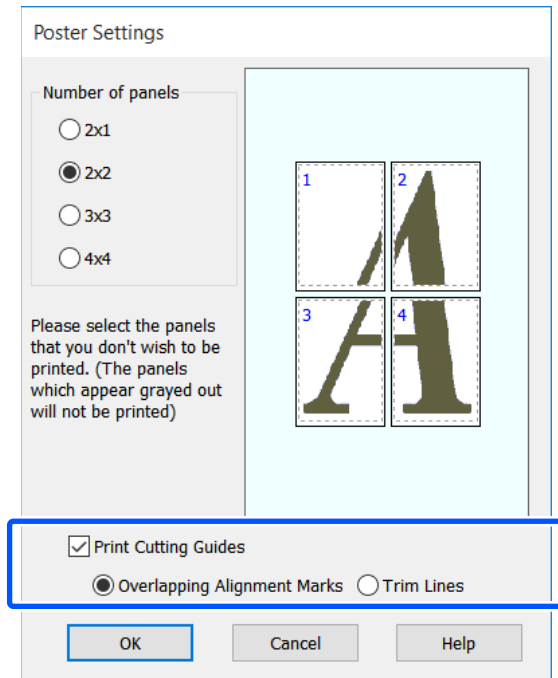 Poster Settings
Number of panels
2x1
2x2
3x3
4x4
1
2
3
4
A
Please select the panels
that you don't wish to be
printed. (The panels
which appear grayed out
will not be printed)
Print Cutting Guides
Overlapping Alignment Marks Trim Lines
OK Cancel Help